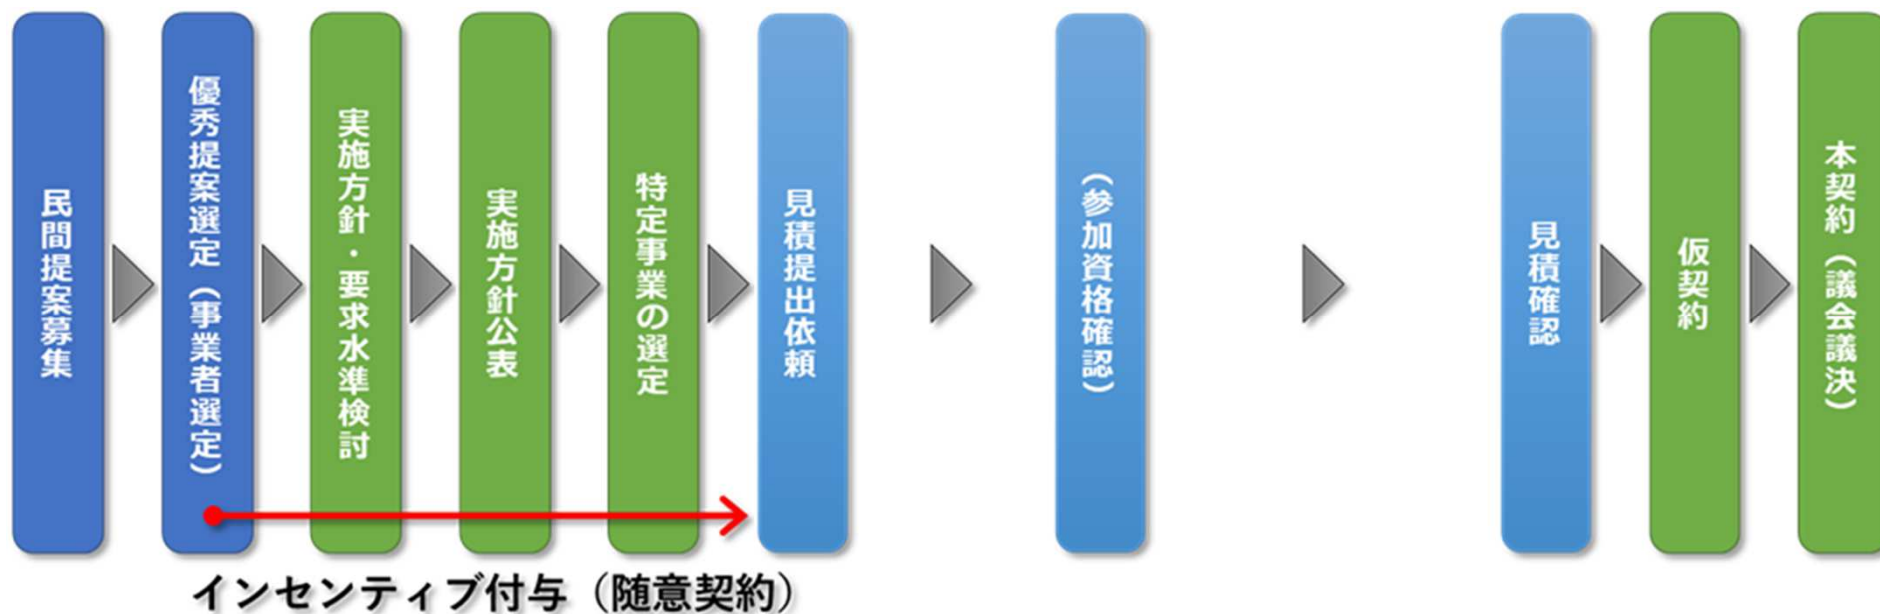 民間提案募集
優秀提案選定（事業者選定）
実施方針・要求水準検討
実施方針公表
特定事業の選定
見積提出依頼
（参加資格確認）
見積確認
仮契約
本契約（議会議決）
インセンティブ付与（随意契約）